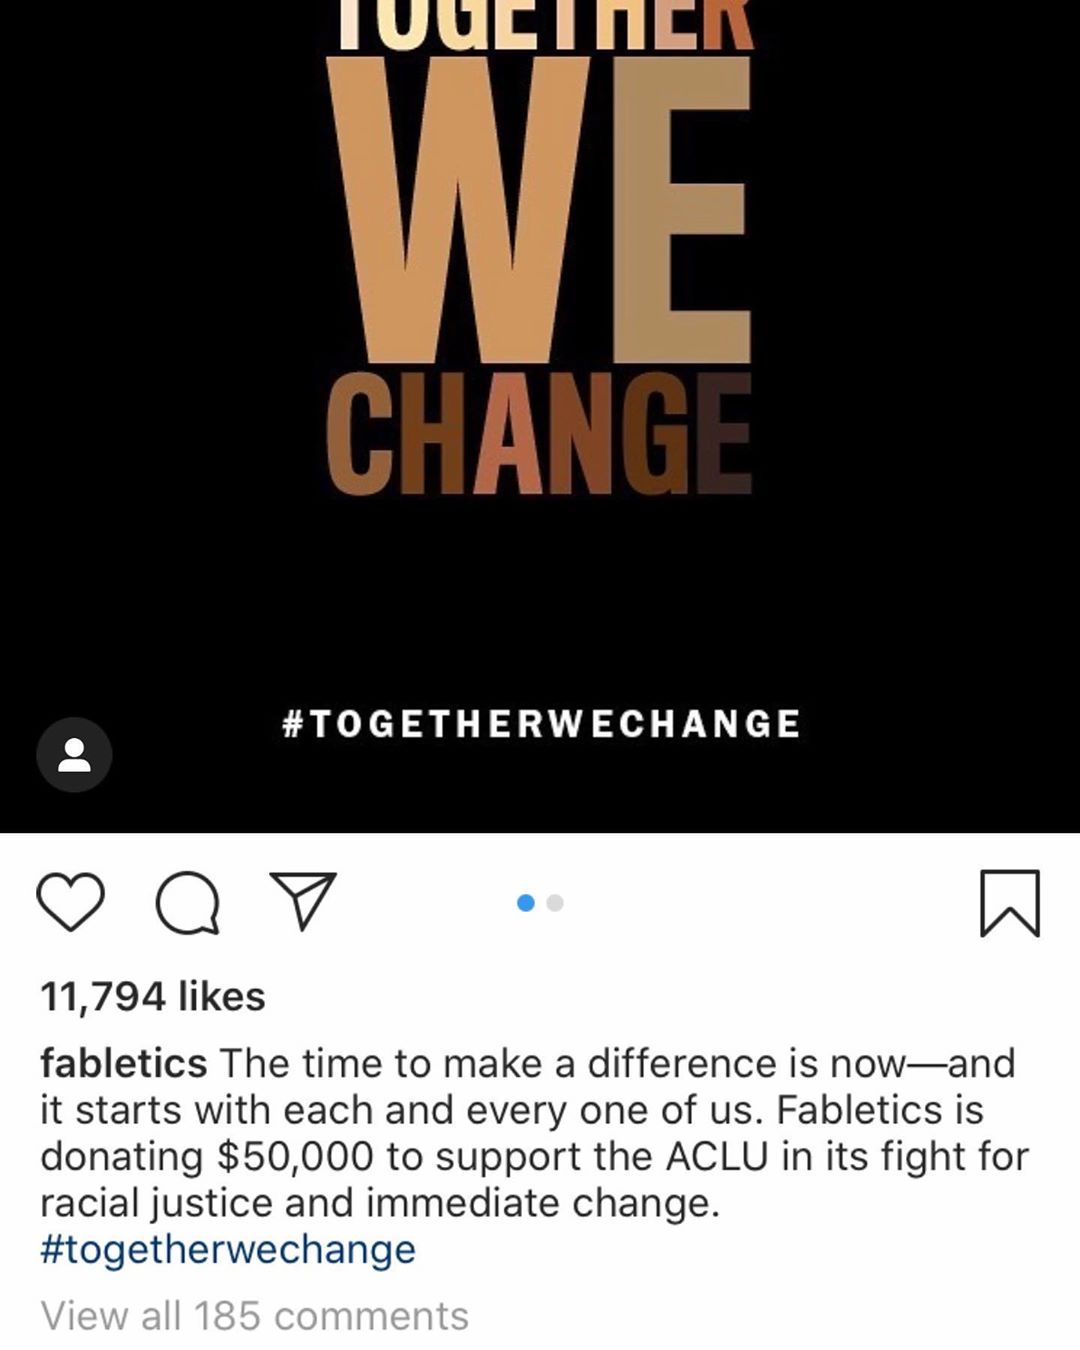 TOGETHER
WE
CHANGE
#TOGETHERWECHANGE
11,794 likes
fabletics The time to make a difference is now—and
it starts with each and every one of us. Fabletics is
donating $50,000 to support the ACLU in its fight for
racial justice and immediate change.
#togetherwechange
View all 185 comments